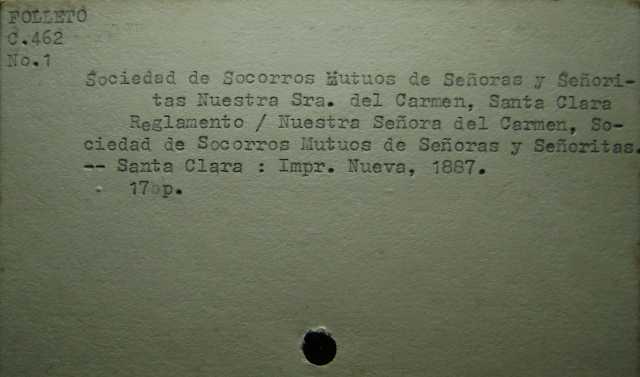 FOLLETO
C.462
No.1
Sociedad de Socorros Mutuos de Señoras y Señori-
tas Nuestra Sra. del Carmen, Santa Clara
Reglamento / Nuestra Señora del Carmen, So-
ciedad de Socorros Mutuos de Señoras y Señoritas.
-- Santa Clara : Impr. Nueva, 1887.
17 p.